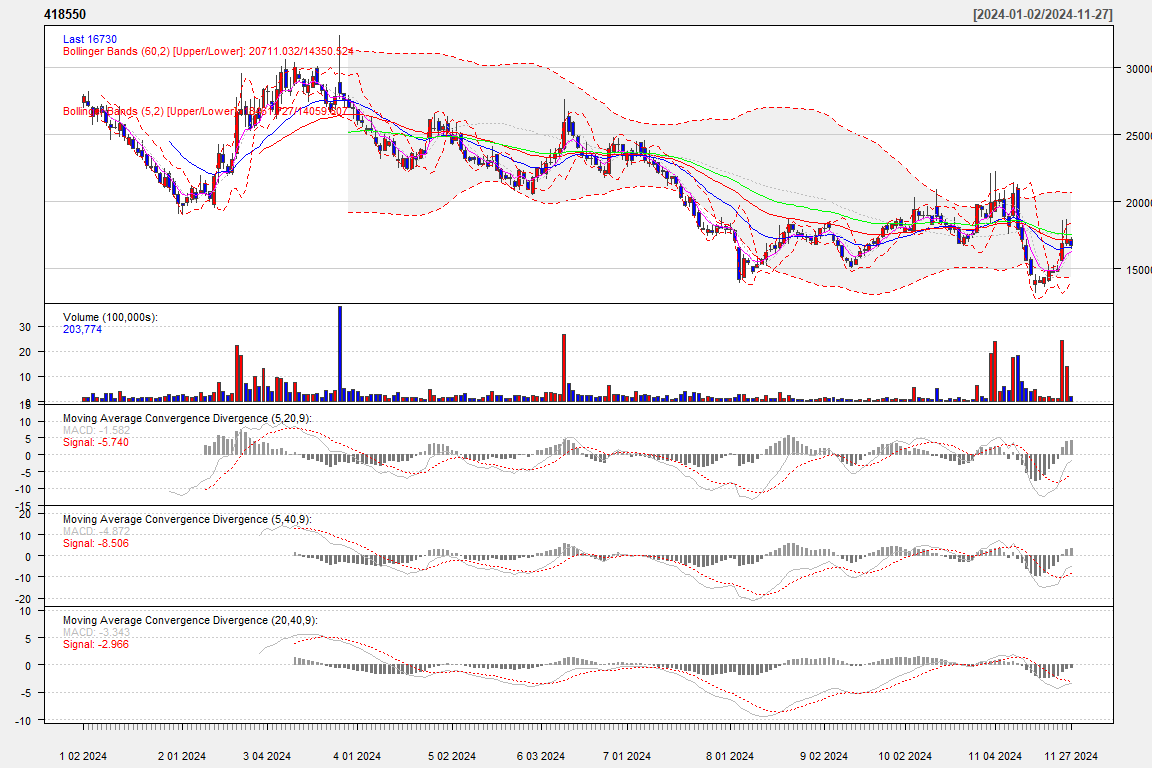 418550 [2024-01-02/2024-11-27]
Last 16730
Bollinger Bands (60,2) [Upper/Lower]: 20711.032/14350.524
Bollinger Bands (5,2) [Upper/Lower]:
30000
25000
20000
15000
Volume (100,000s):
203,774
30
20
10
Moving Average Convergence Divergence (5,20,9):
MACD: -1.582
Signal: -5.740
15
10
5
0
-5
-10
-15
Moving Average Convergence Divergence (5,40,9):
MACD: -4.872
Signal: -8.506
20
10
0
-10
-20
Moving Average Convergence Divergence (20,40,9):
MACD: -3.343
Signal: -2.966
10
5
0
-5
-10
1 02 2024 2 01 2024 3 04 2024 4 01 2024 5 02 2024 6 03 2024 7 01 2024 8 01 2024 9 02 2024 10 02 2024 11 04 2024 11 27 2024